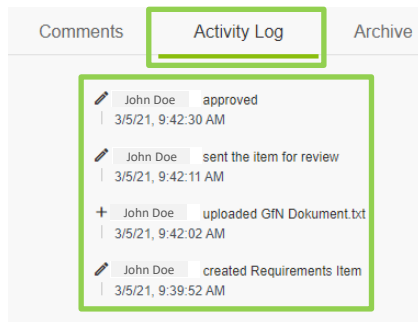 Comments Activity Log Archive
John Doe approved
3/5/21, 9:42:30 AM
John Doe sent the item for review
3/5/21, 9:42:11 AM
John Doe uploaded GfN Dokument.txt
3/5/21, 9:42:02 AM
John Doe created Requirements Item
3/5/21, 9:39:52 AM